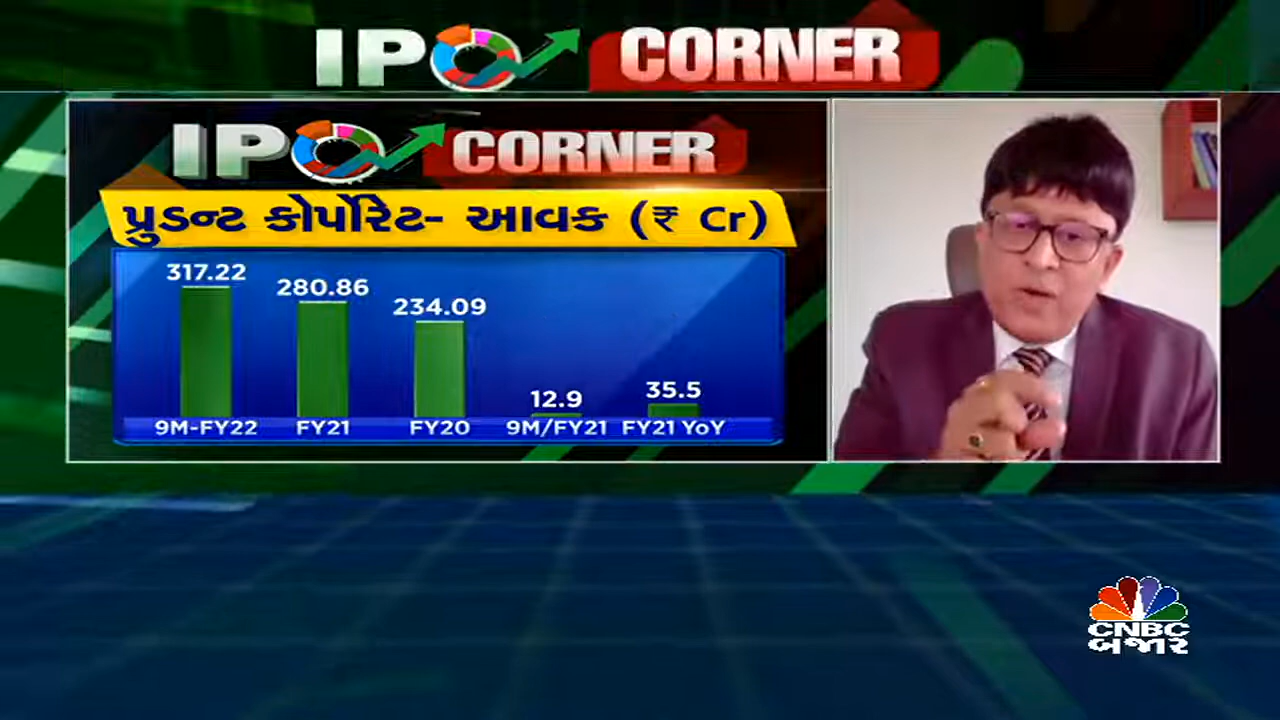 IPO CORNER
IPO CORNER
પ્રુડન્ટ કોર્પોરેટ- આવક (₹ Cr)
317.22 280.86 234.09 12.9 35.5
9M-FY22 FY21 FY20 9M/FY21 FY21 YoY
CNBC
બજાર